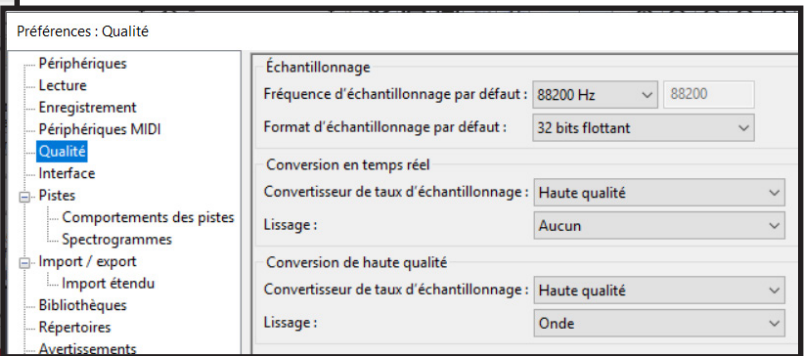 Préférences : Qualité
Périphériques
Lecture
Enregistrement
Périphériques MIDI
Qualité
Interface
Pistes
Comportements des pistes
Spectrogrammes
Import / export
Import étendu
Bibliothèques
Répertoires
Avertissements
Échantillonnage
Fréquence d'échantillonnage par défaut : 88200 Hz 88200
Format d'échantillonnage par défaut : 32 bits flottant
Conversion en temps réel
Convertisseur de taux d'échantillonnage : Haute qualité
Lissage : Aucun
Conversion de haute qualité
Convertisseur de taux d'échantillonnage : Haute qualité
Lissage : Onde